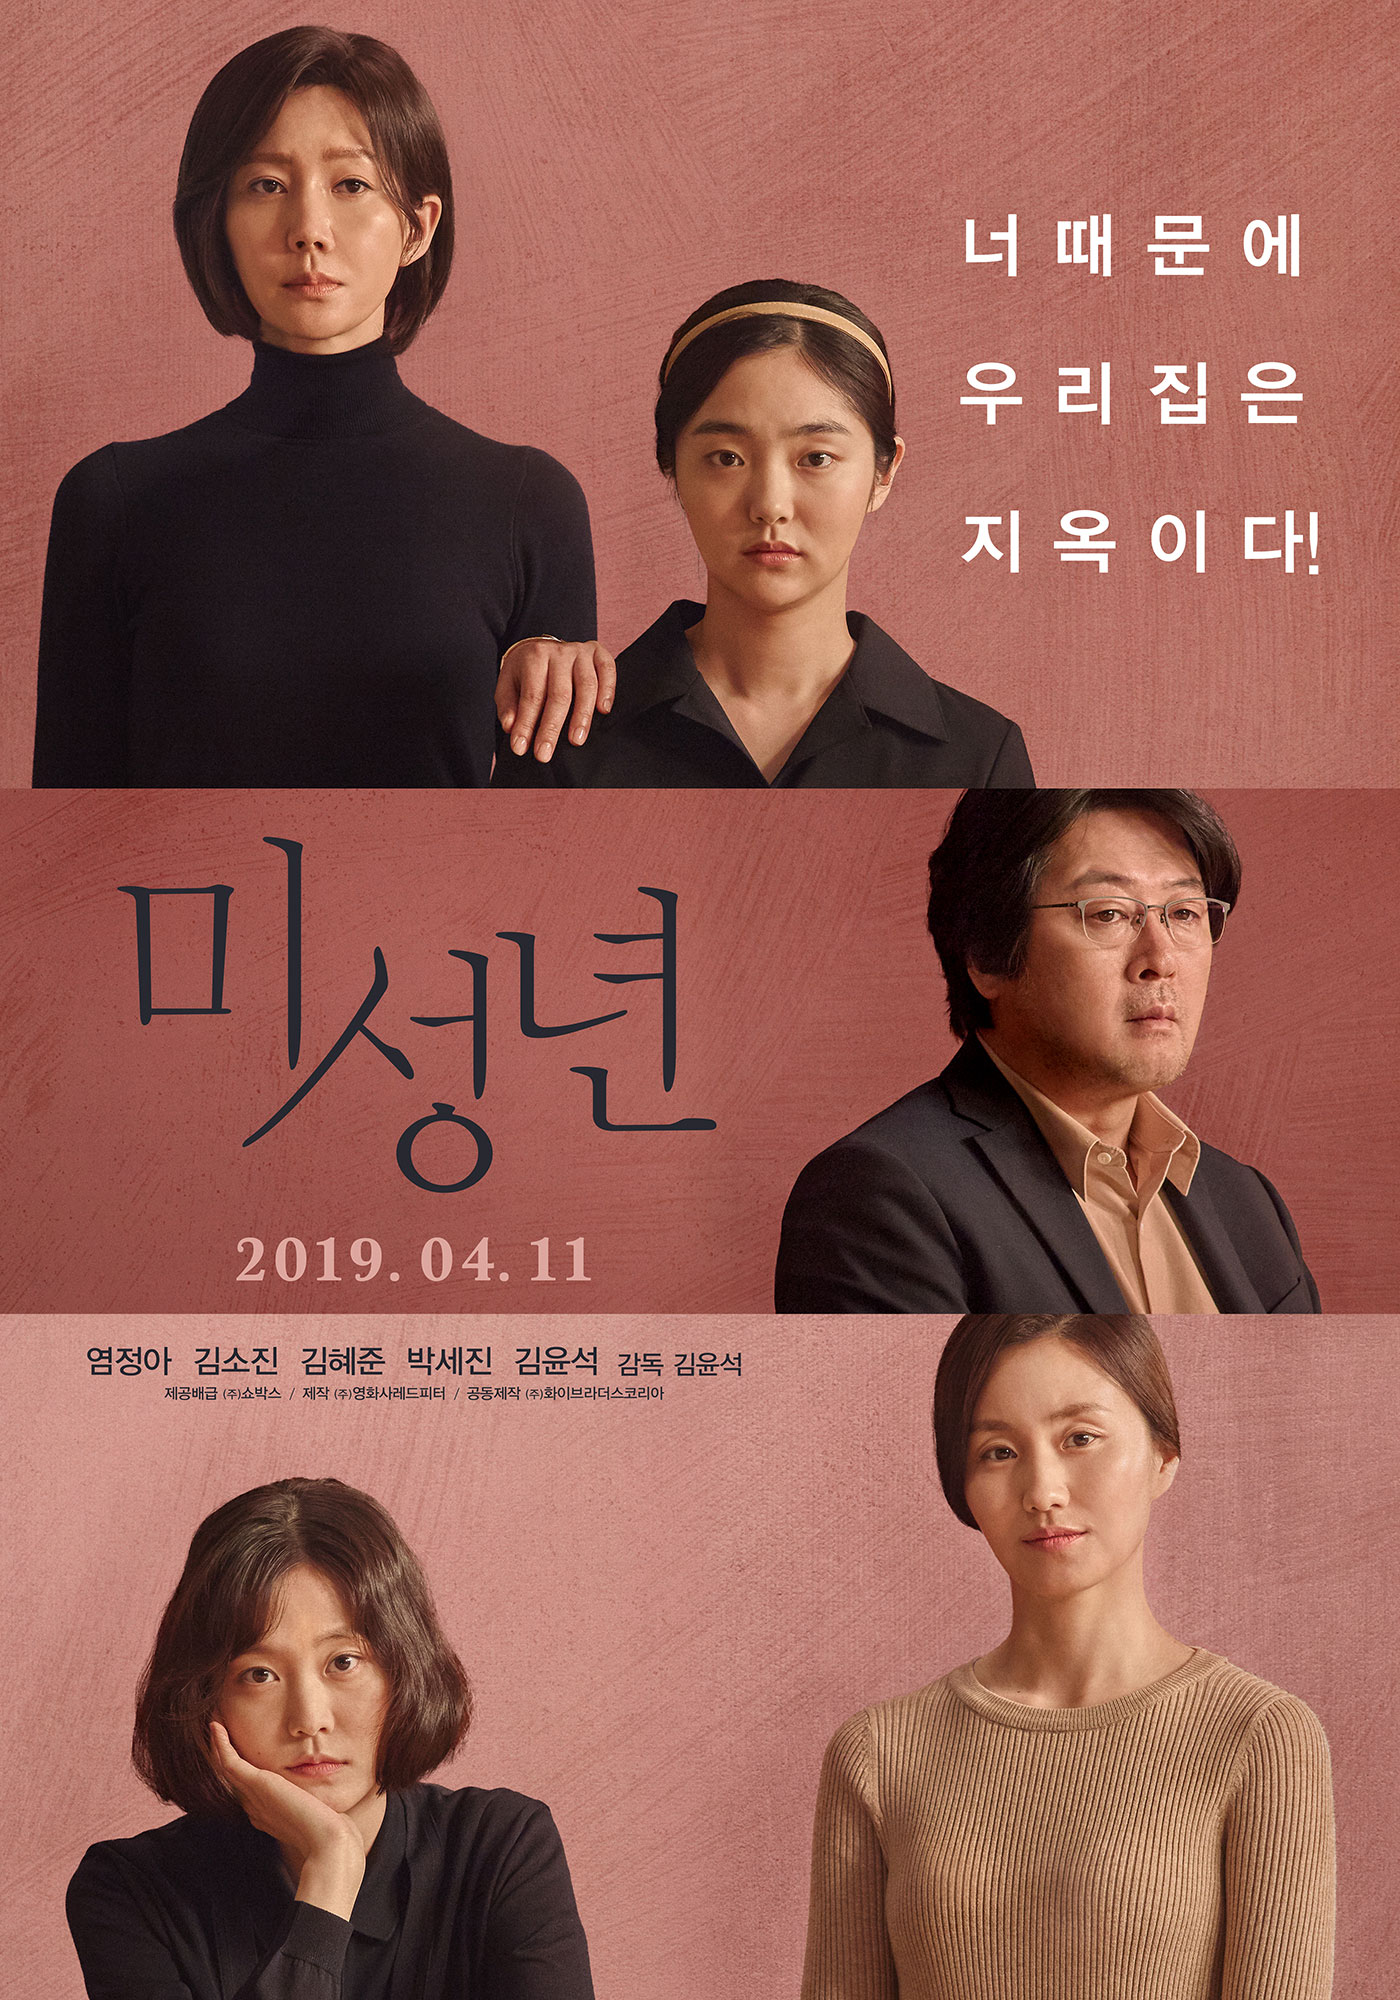 너때문에
우리집은
지옥이다!
미성년
2019. 04. 11
염정아 김소진 김혜준 박세진 김윤석 감독 김윤석
제공배급 (주)쇼박스 / 제작 (주)영화사레드피터 / 공동제작 (주)화이브라더스코리아